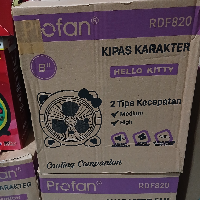 Profan® RDF820
KIPAS KARAKTER
HELLO KITTY
8"
2 Tipe Kecepatan
✓ Medium
✓ High
Cooling Companion
Profan® RDF820